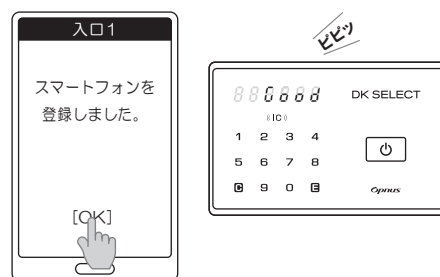 入口1
スマートフォンを
登録しました。
[OK]
ピピッ
Good
DK SELECT
IC
1 2 3 4
5 6 7 8
C 9 0 E
Opnus